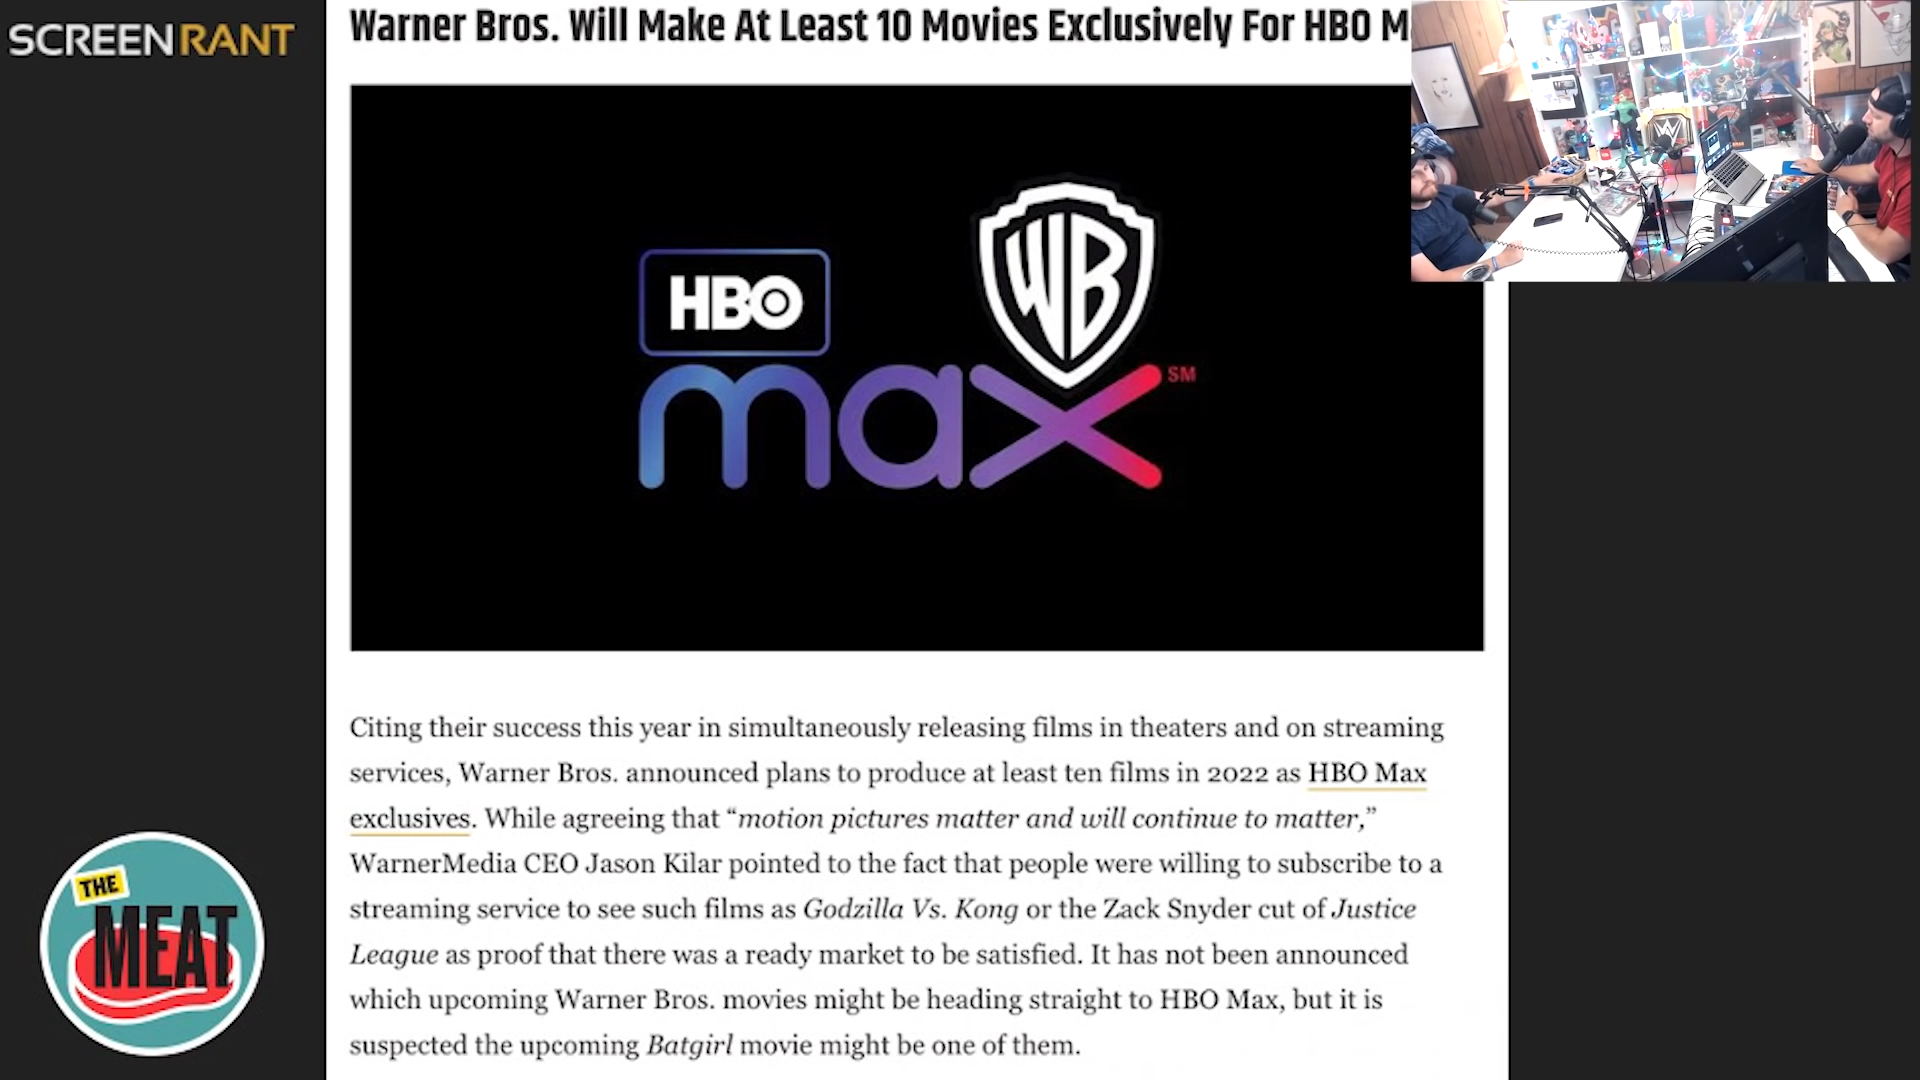 SCREENRANT
Warner Bros. Will Make At Least 10 Movies Exclusively For HBO
HBO
WB
max SM
Citing their success this year in simultaneously releasing films in theaters and on streaming
services, Warner Bros. announced plans to produce at least ten films in 2022 as HBO Max
exclusives. While agreeing that “motion pictures matter and will continue to matter,”
WarnerMedia CEO Jason Kilar pointed to the fact that people were willing to subscribe to a
streaming service to see such films as Godzilla Vs. Kong or the Zack Snyder cut of Justice
League as proof that there was a ready market to be satisfied. It has not been announced
which upcoming Warner Bros. movies might be heading straight to HBO Max, but it is
suspected the upcoming Batgirl movie might be one of them.
THE
MEAT